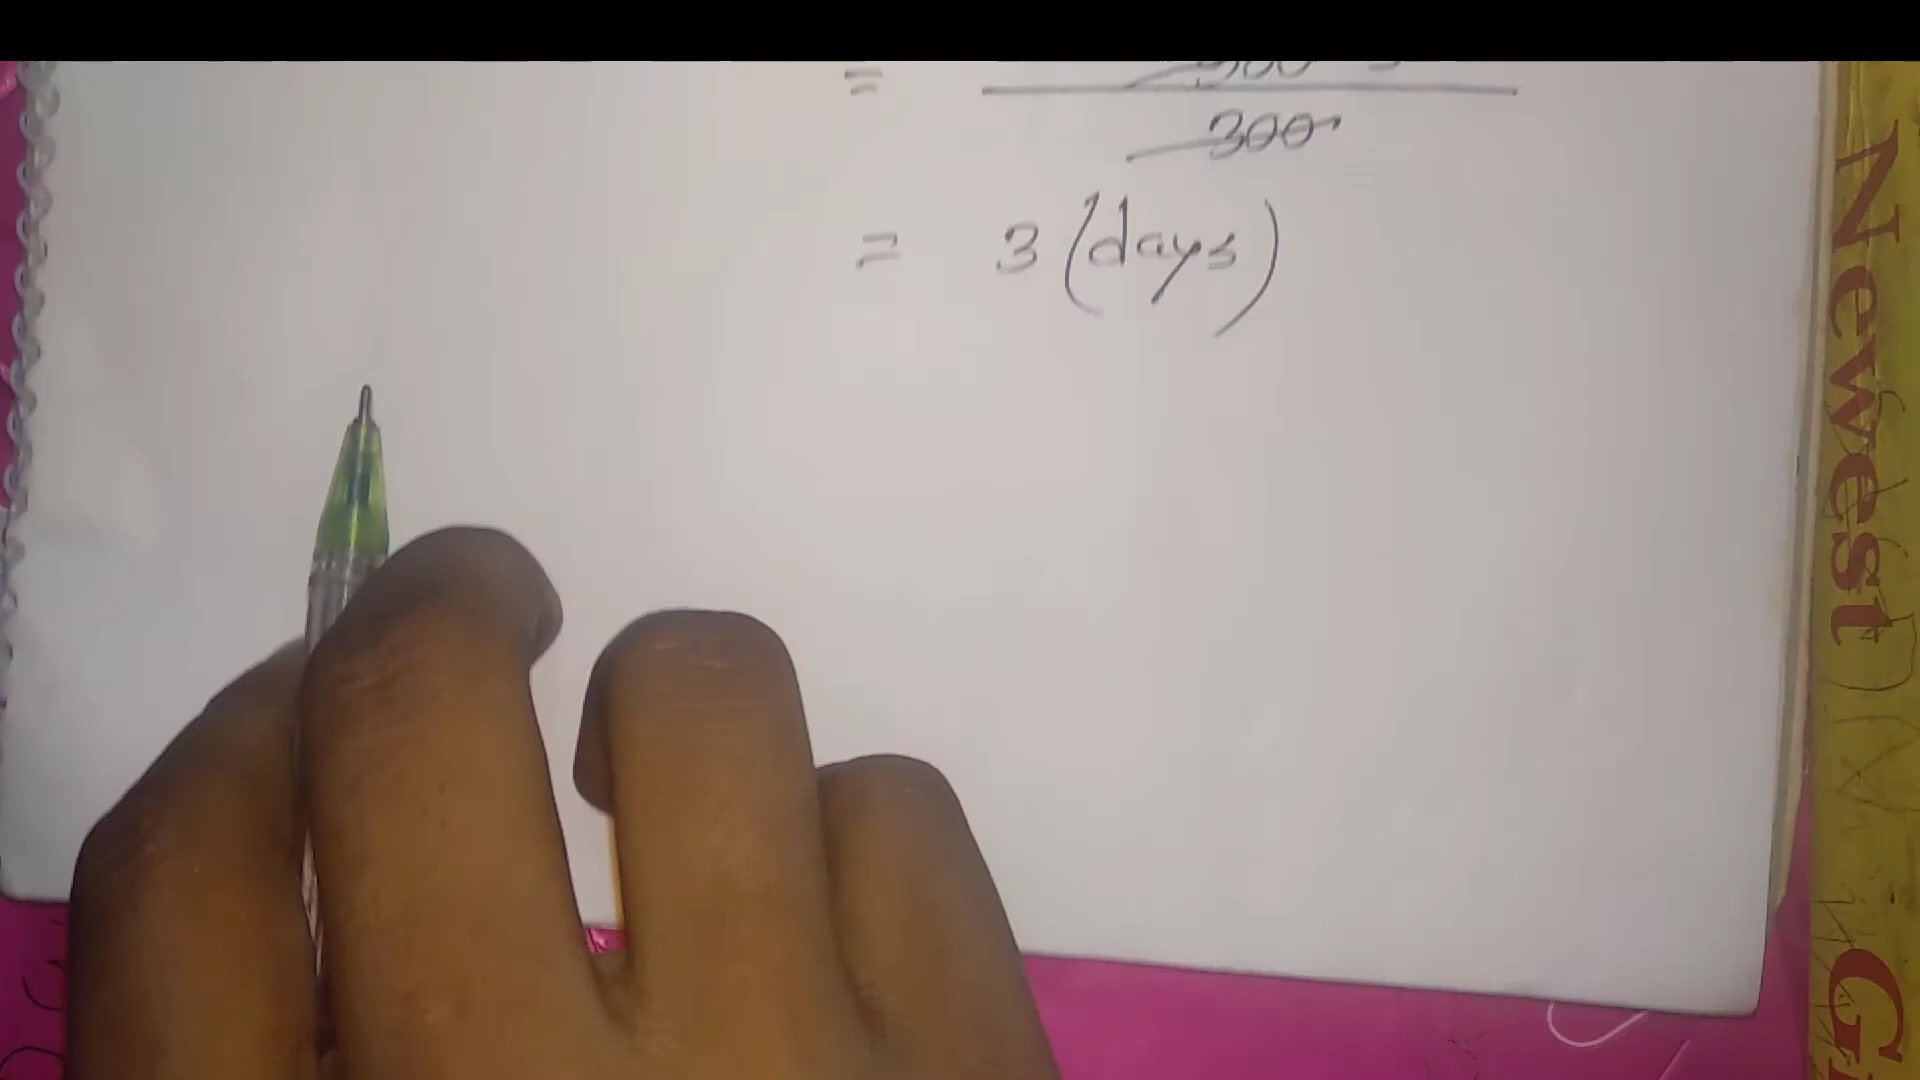 =
300
= 3 (days)
Newest